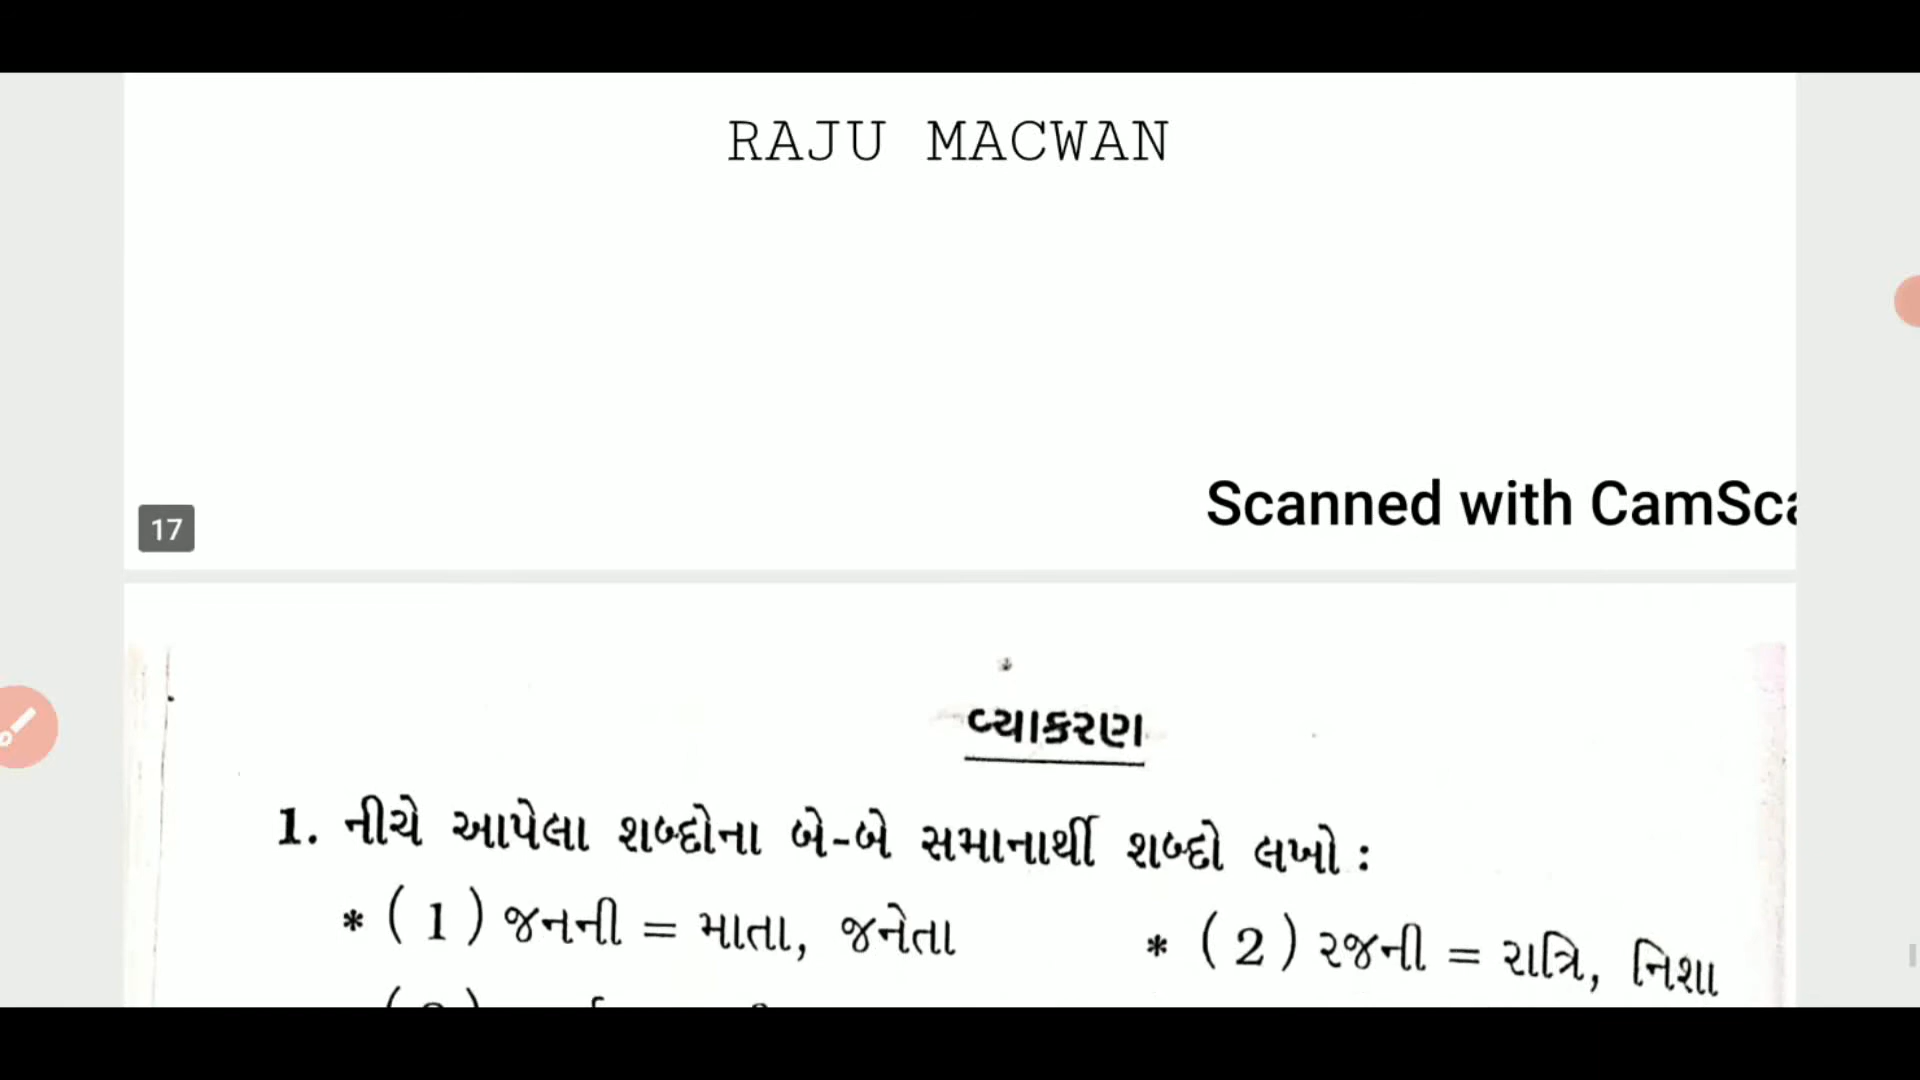 RAJU MACWAN
Scanned with CamSca
17
વ્યાકરણ
1. નીચે આપેલા શબ્દોના બે-બે સમાનાર્થી શબ્દો લખો :
* ( 1 ) જનની = માતા, જનેતા * ( 2 ) રજની = રાત્રિ, નિશા